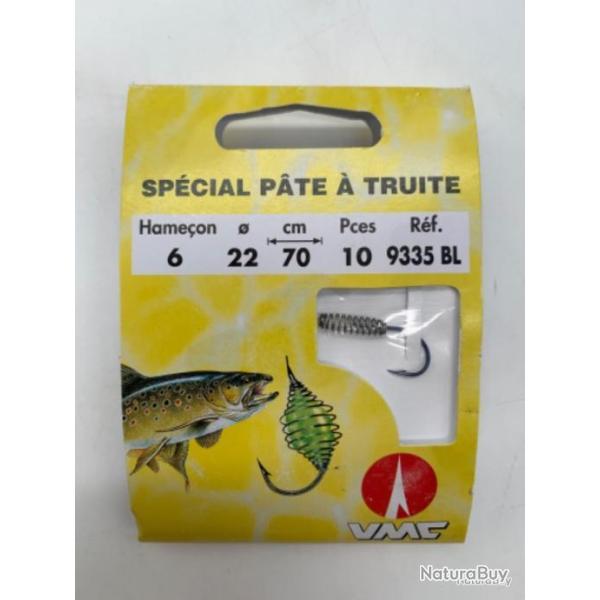 SPÉCIAL PÂTE À TRUITE
Hameçon ø cm Pces Réf.
6 22 70 10 9335 BL
VMC
NaturaBuy